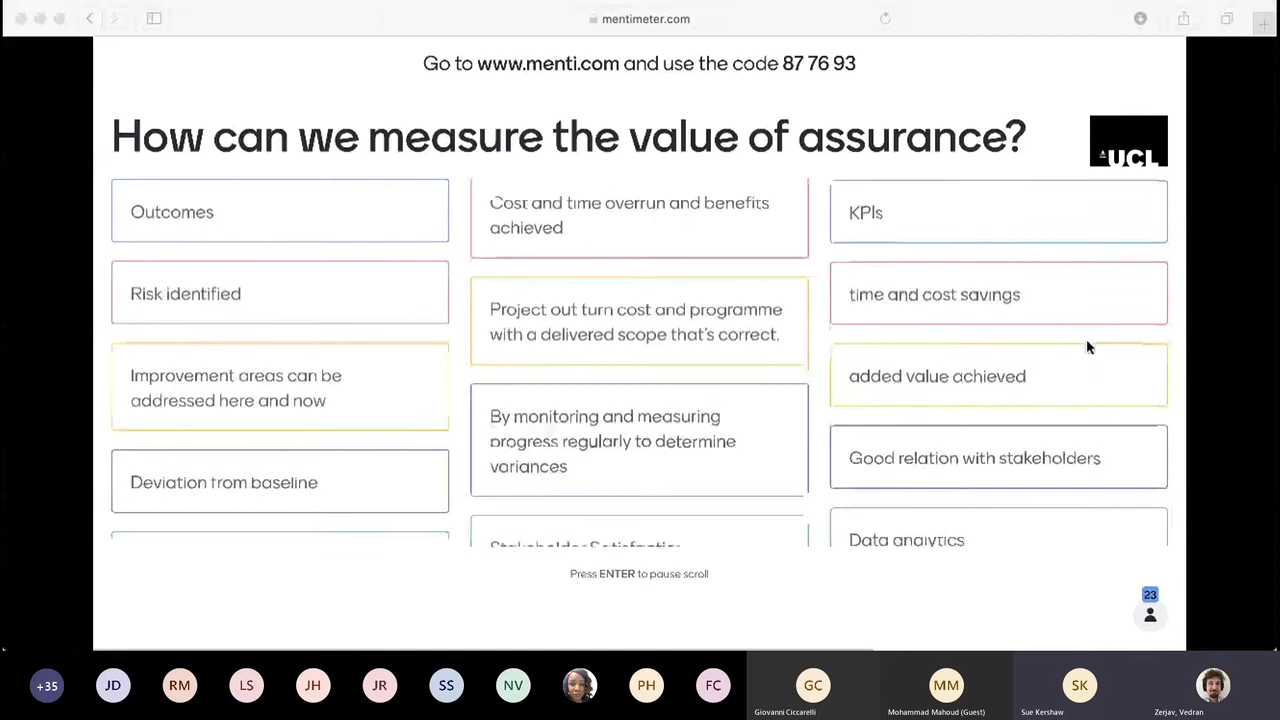 mentimeter.com
Go to www.menti.com and use the code 87 76 93
How can we measure the value of assurance?
UCL
Outcomes
Risk identified
Improvement areas can be
addressed here and now
Deviation from baseline
Cost and time overrun and benefits
achieved
Project out turn cost and programme
with a delivered scope that's correct.
By monitoring and measuring
progress regularly to determine
variances
Stakeholder Satisfaction
KPIs
time and cost savings
added value achieved
Good relation with stakeholders
Data analytics
Press ENTER to pause scroll
23
+35
JD
RM
LS
JH
JR
SS
NV
PH
FC
GC
MM
SK
Giovanni Ciccarelli
Mohammad Mahoud (Guest)
Sue Kershaw
Zerjav, Vedran